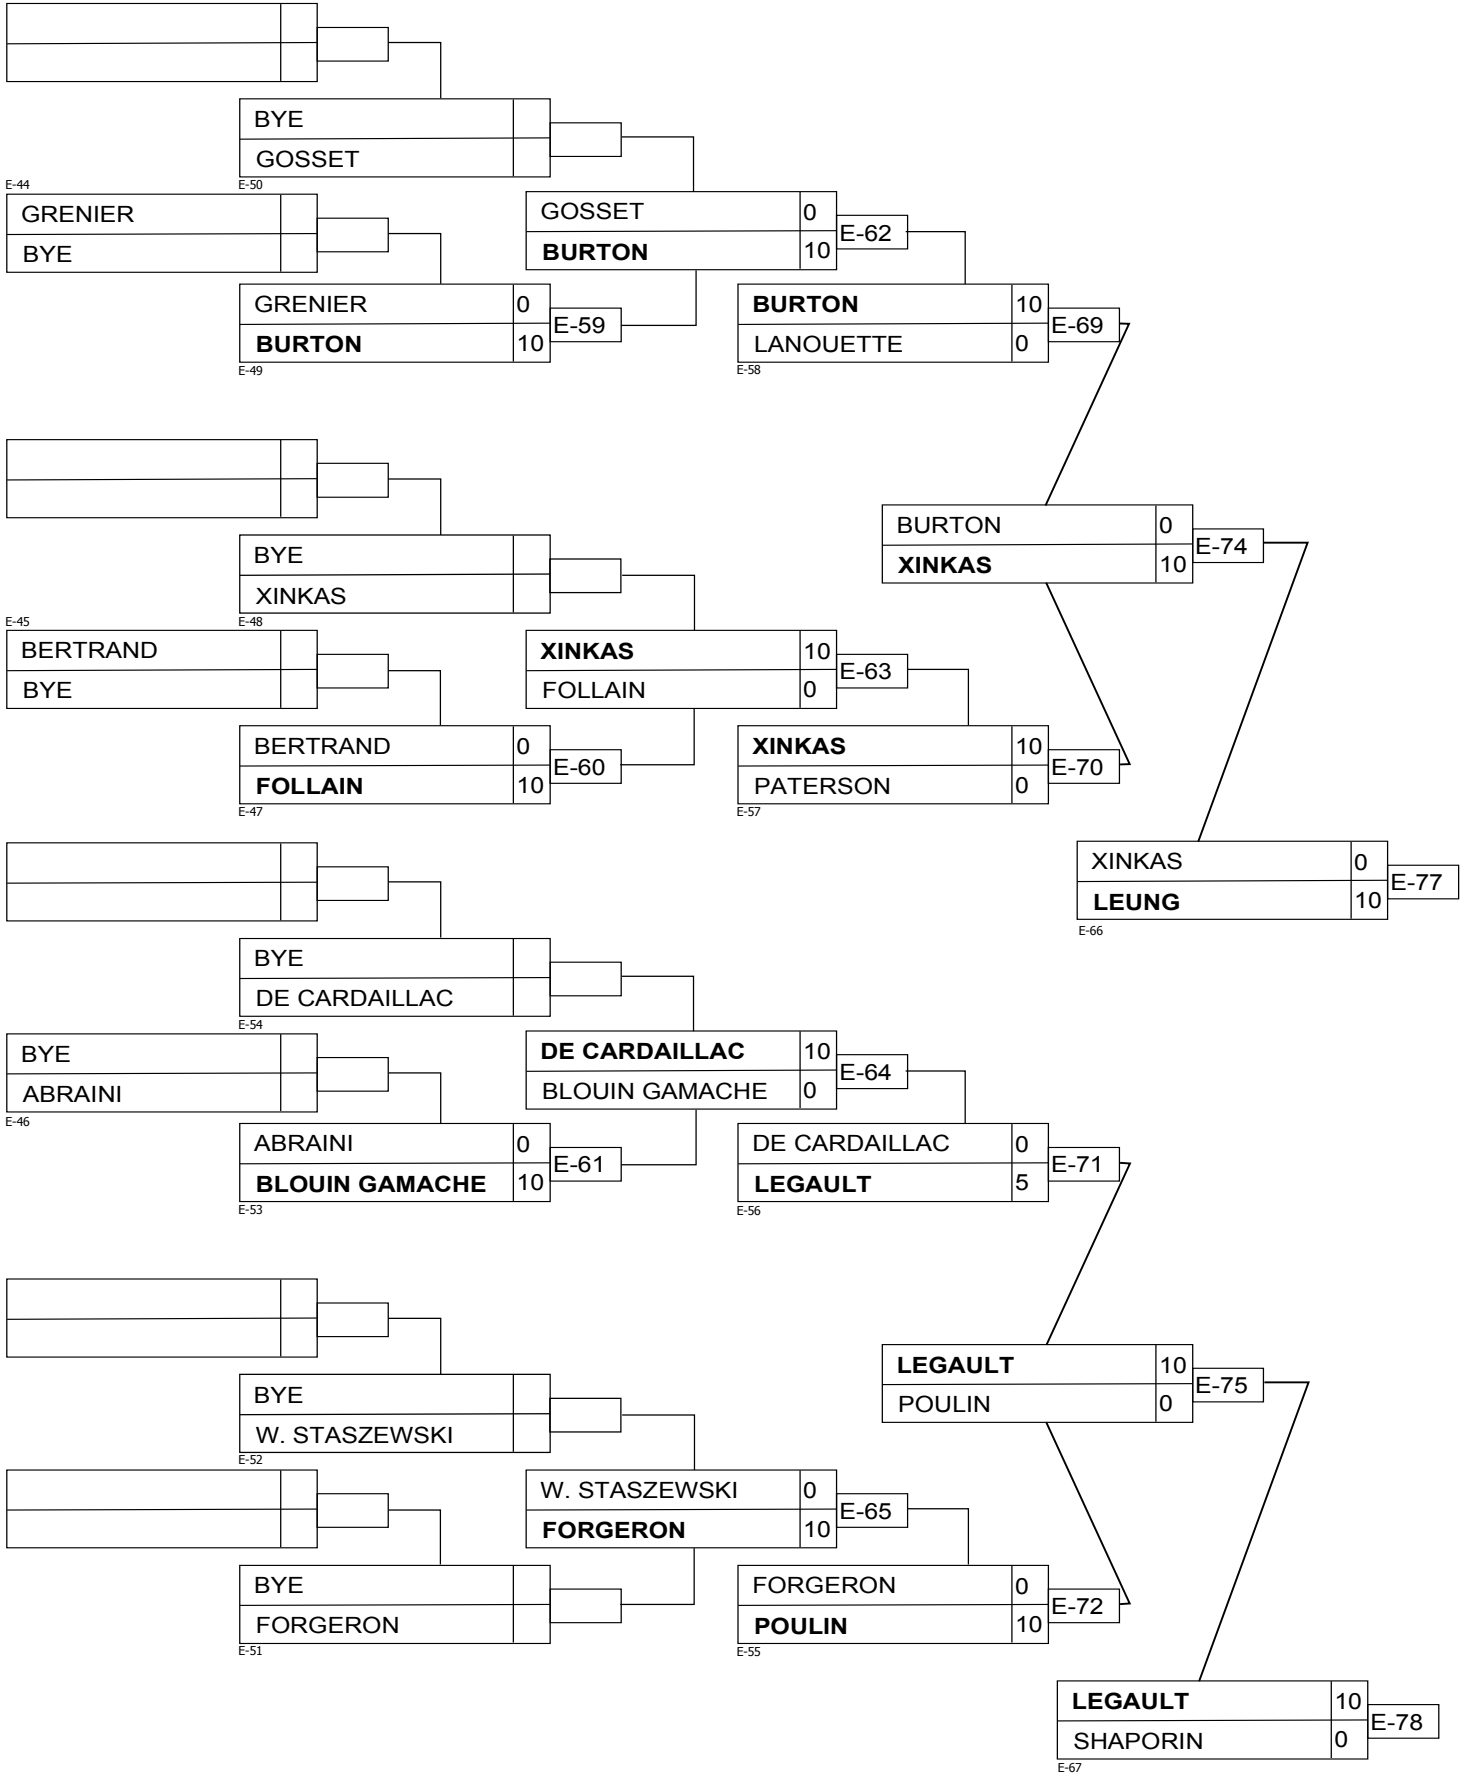 BYE
GOSSET
E-44
E-50
GRENIER
BYE
GOSSET 0
BURTON 10
E-62
GRENIER 0
BURTON 10
E-59
E-49
BURTON 10
LANOUETTE 0
E-69
E-58
BURTON 0
XINKAS 10
E-74
BYE
XINKAS
E-45
E-48
BERTRAND
BYE
XINKAS 10
FOLLAIN 0
E-63
BERTRAND 0
FOLLAIN 10
E-60
E-47
XINKAS 10
PATERSON 0
E-70
E-57
XINKAS 0
LEUNG 10
E-77
E-66
BYE
DE CARDAILLAC
E-54
BYE
ABRAINI
E-46
DE CARDAILLAC 10
BLOUIN GAMACHE 0
E-64
ABRAINI 0
BLOUIN GAMACHE 10
E-61
E-53
DE CARDAILLAC 0
LEGAULT 5
E-71
E-56
LEGAULT 10
POULIN 0
E-75
BYE
W. STASZEWSKI
E-52
W. STASZEWSKI 0
FORGERON 10
E-65
BYE
FORGERON
E-51
FORGERON 0
POULIN 10
E-72
E-55
LEGAULT 10
SHAPORIN 0
E-78
E-67